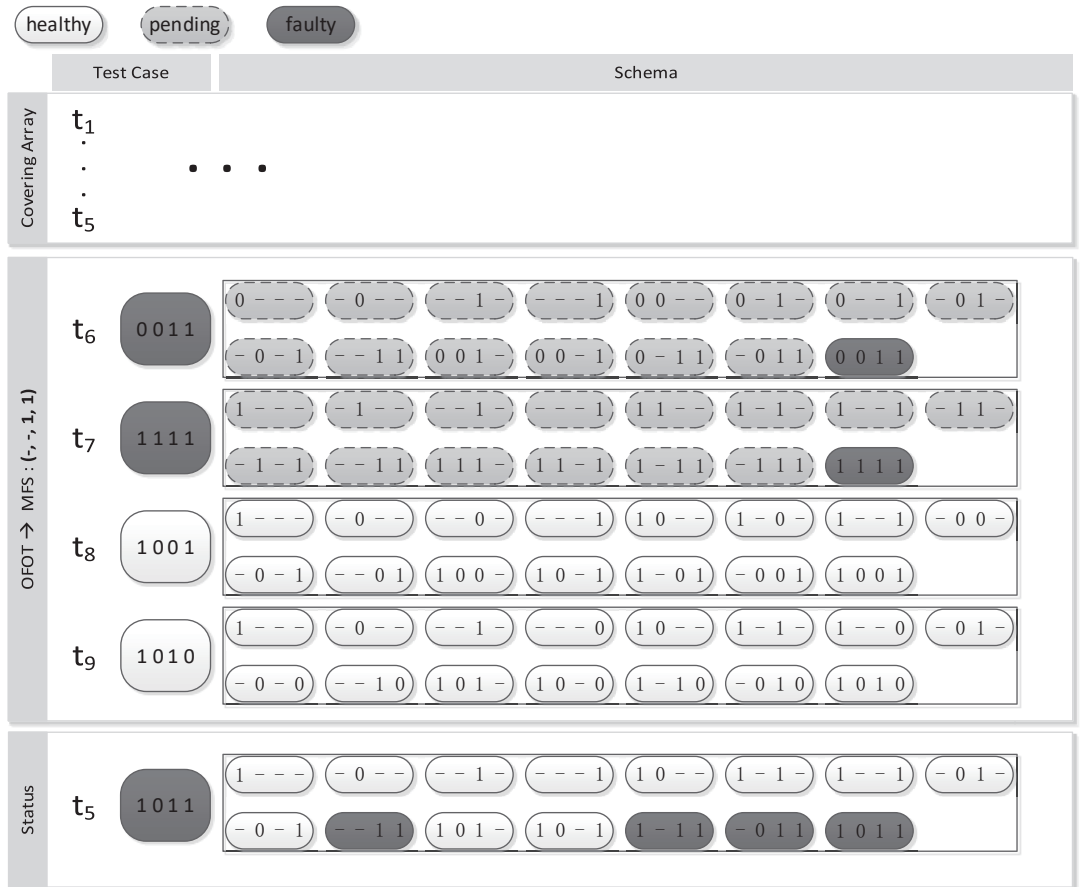 healthy pending faulty
Test Case Schema
Covering Array
t1
. . .
t5
OFOT → MFS : (-, -, 1, 1)
t6 0011
0 - - - - 0 - - - - 1 - - - - 1 0 0 - - 0 - 1 - 0 - - 1 - 0 1 -
- 0 - 1 - - 1 1 0 0 1 - 0 0 - 1 0 - 1 1 - 0 1 1 0 0 1 1
t7 1111
1 - - - - 1 - - - - 1 - - - - 1 1 1 - - 1 - 1 - 1 - - 1 - 1 1 -
- 1 - 1 - - 1 1 1 1 1 - 1 1 - 1 1 - 1 1 - 1 1 1 1 1 1 1
t8 1001
1 - - - - 0 - - - - 0 - - - - 1 1 0 - - 1 - 0 - 1 - - 1 - 0 0 -
- 0 - 1 - - 0 1 1 0 0 - 1 0 - 1 1 - 0 1 - 0 0 1 1 0 0 1
t9 1010
1 - - - - 0 - - - - 1 - - - - 0 1 0 - - 1 - 1 - 1 - - 0 - 0 1 -
- 0 - 0 - - 1 0 1 0 1 - 1 0 - 0 1 - 1 0 - 0 1 0 1 0 1 0
Status
t5 1011
1 - - - - 0 - - - - 1 - - - - 1 1 0 - - 1 - 1 - 1 - - 1 - 0 1 -
- 0 - 1 - - 1 1 1 0 1 - 1 0 - 1 1 - 1 1 - 0 1 1 1 0 1 1